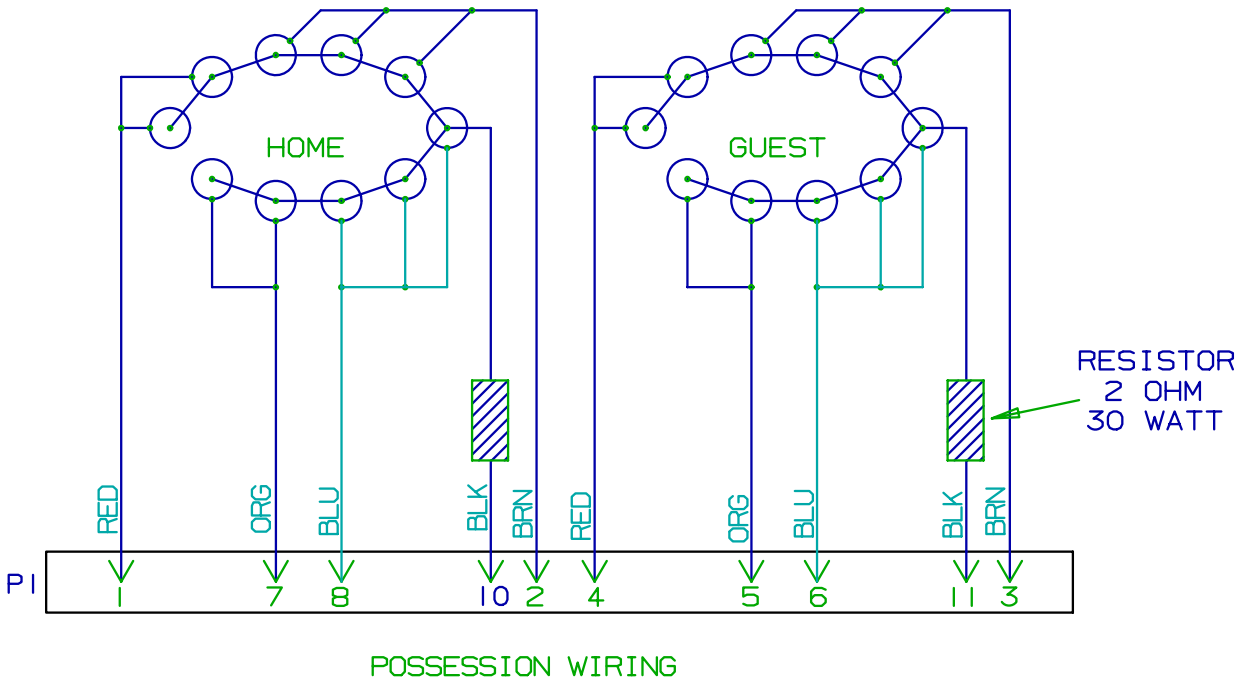 HOME
GUEST
RESISTOR
2 OHM
30 WATT
RED
ORG
BLU
BLK
BRN
RED
ORG
BLU
BLK
BRN
P1
1
7
8
10
2
4
5
6
11
3
POSSESSION WIRING